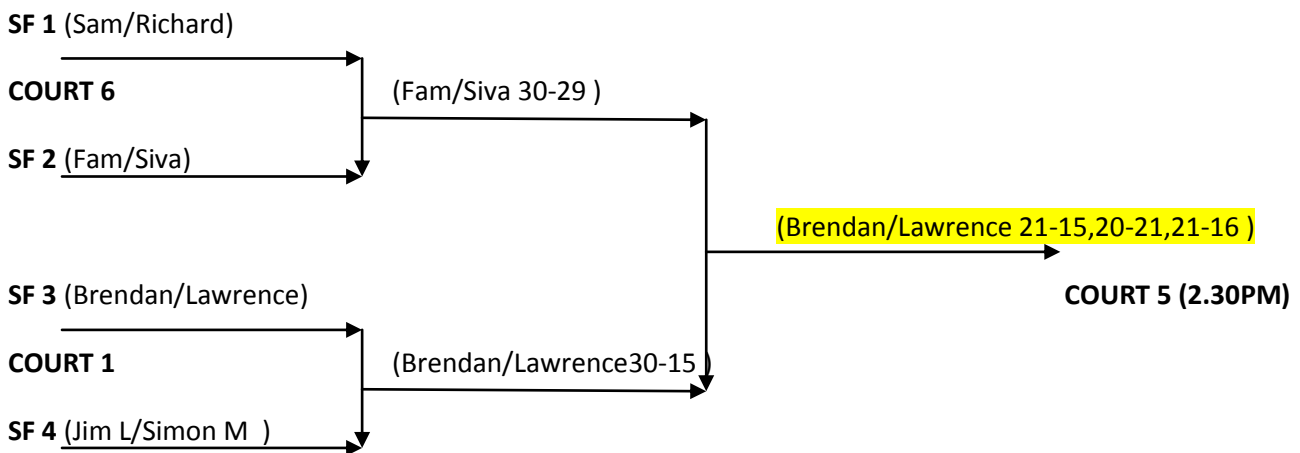 SF 1 (Sam/Richard)
COURT 6
(Fam/Siva 30-29 )
SF 2 (Fam/Siva)
(Brendan/Lawrence 21-15,20-21,21-16 )
SF 3 (Brendan/Lawrence)
COURT 5 (2.30PM)
COURT 1
(Brendan/Lawrence30-15 )
SF 4 (Jim L/Simon M  )